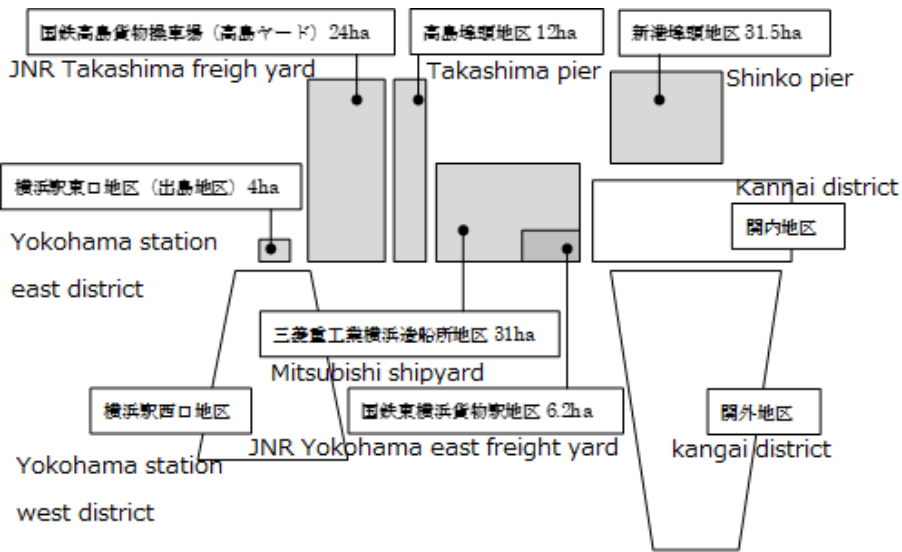 国鉄高島貨物操車場（高島ヤード）24ha
JNR Takashima freigh yard
高島埠頭地区 12ha
Takashima pier
新港埠頭地区 31.5ha
Shinko pier
横浜駅東口地区（出島地区）4ha
Yokohama station
east district
Kannai district
関内地区
三菱重工業横浜造船所地区 31ha
Mitsubishi shipyard
横浜駅西口地区
Yokohama station
west district
国鉄東横浜貨物駅地区 6.2ha
JNR Yokohama east freight yard
関外地区
kangai district